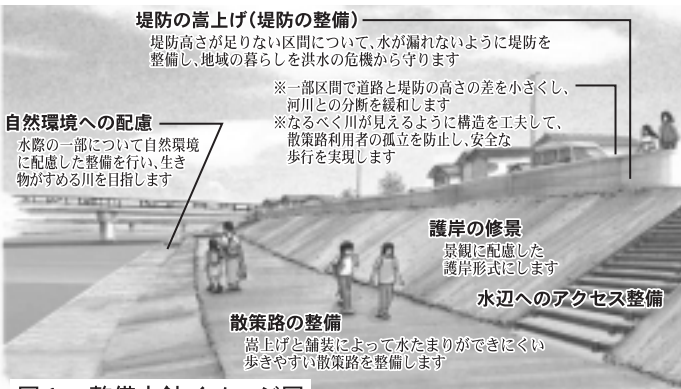 堤防の嵩上げ(堤防の整備)
堤防高さが足りない区間について、水が漏れないように堤防を
整備し、地域の暮らしを洪水の危機から守ります
※一部区間で道路と堤防の高さの差を小さくし、
河川との分断を緩和します
※なるべく川が見えるように構造を工夫して、
散策路利用者の孤立を防止し、安全な
歩行を実現します
自然環境への配慮
水際の一部について自然環境
に配慮した整備を行い、生き
物がすめる川を目指します
護岸の修景
景観に配慮した
護岸形式にします
水辺へのアクセス整備
散策路の整備
嵩上げと舗装によって水たまりができにくい
歩きやすい散策路を整備します